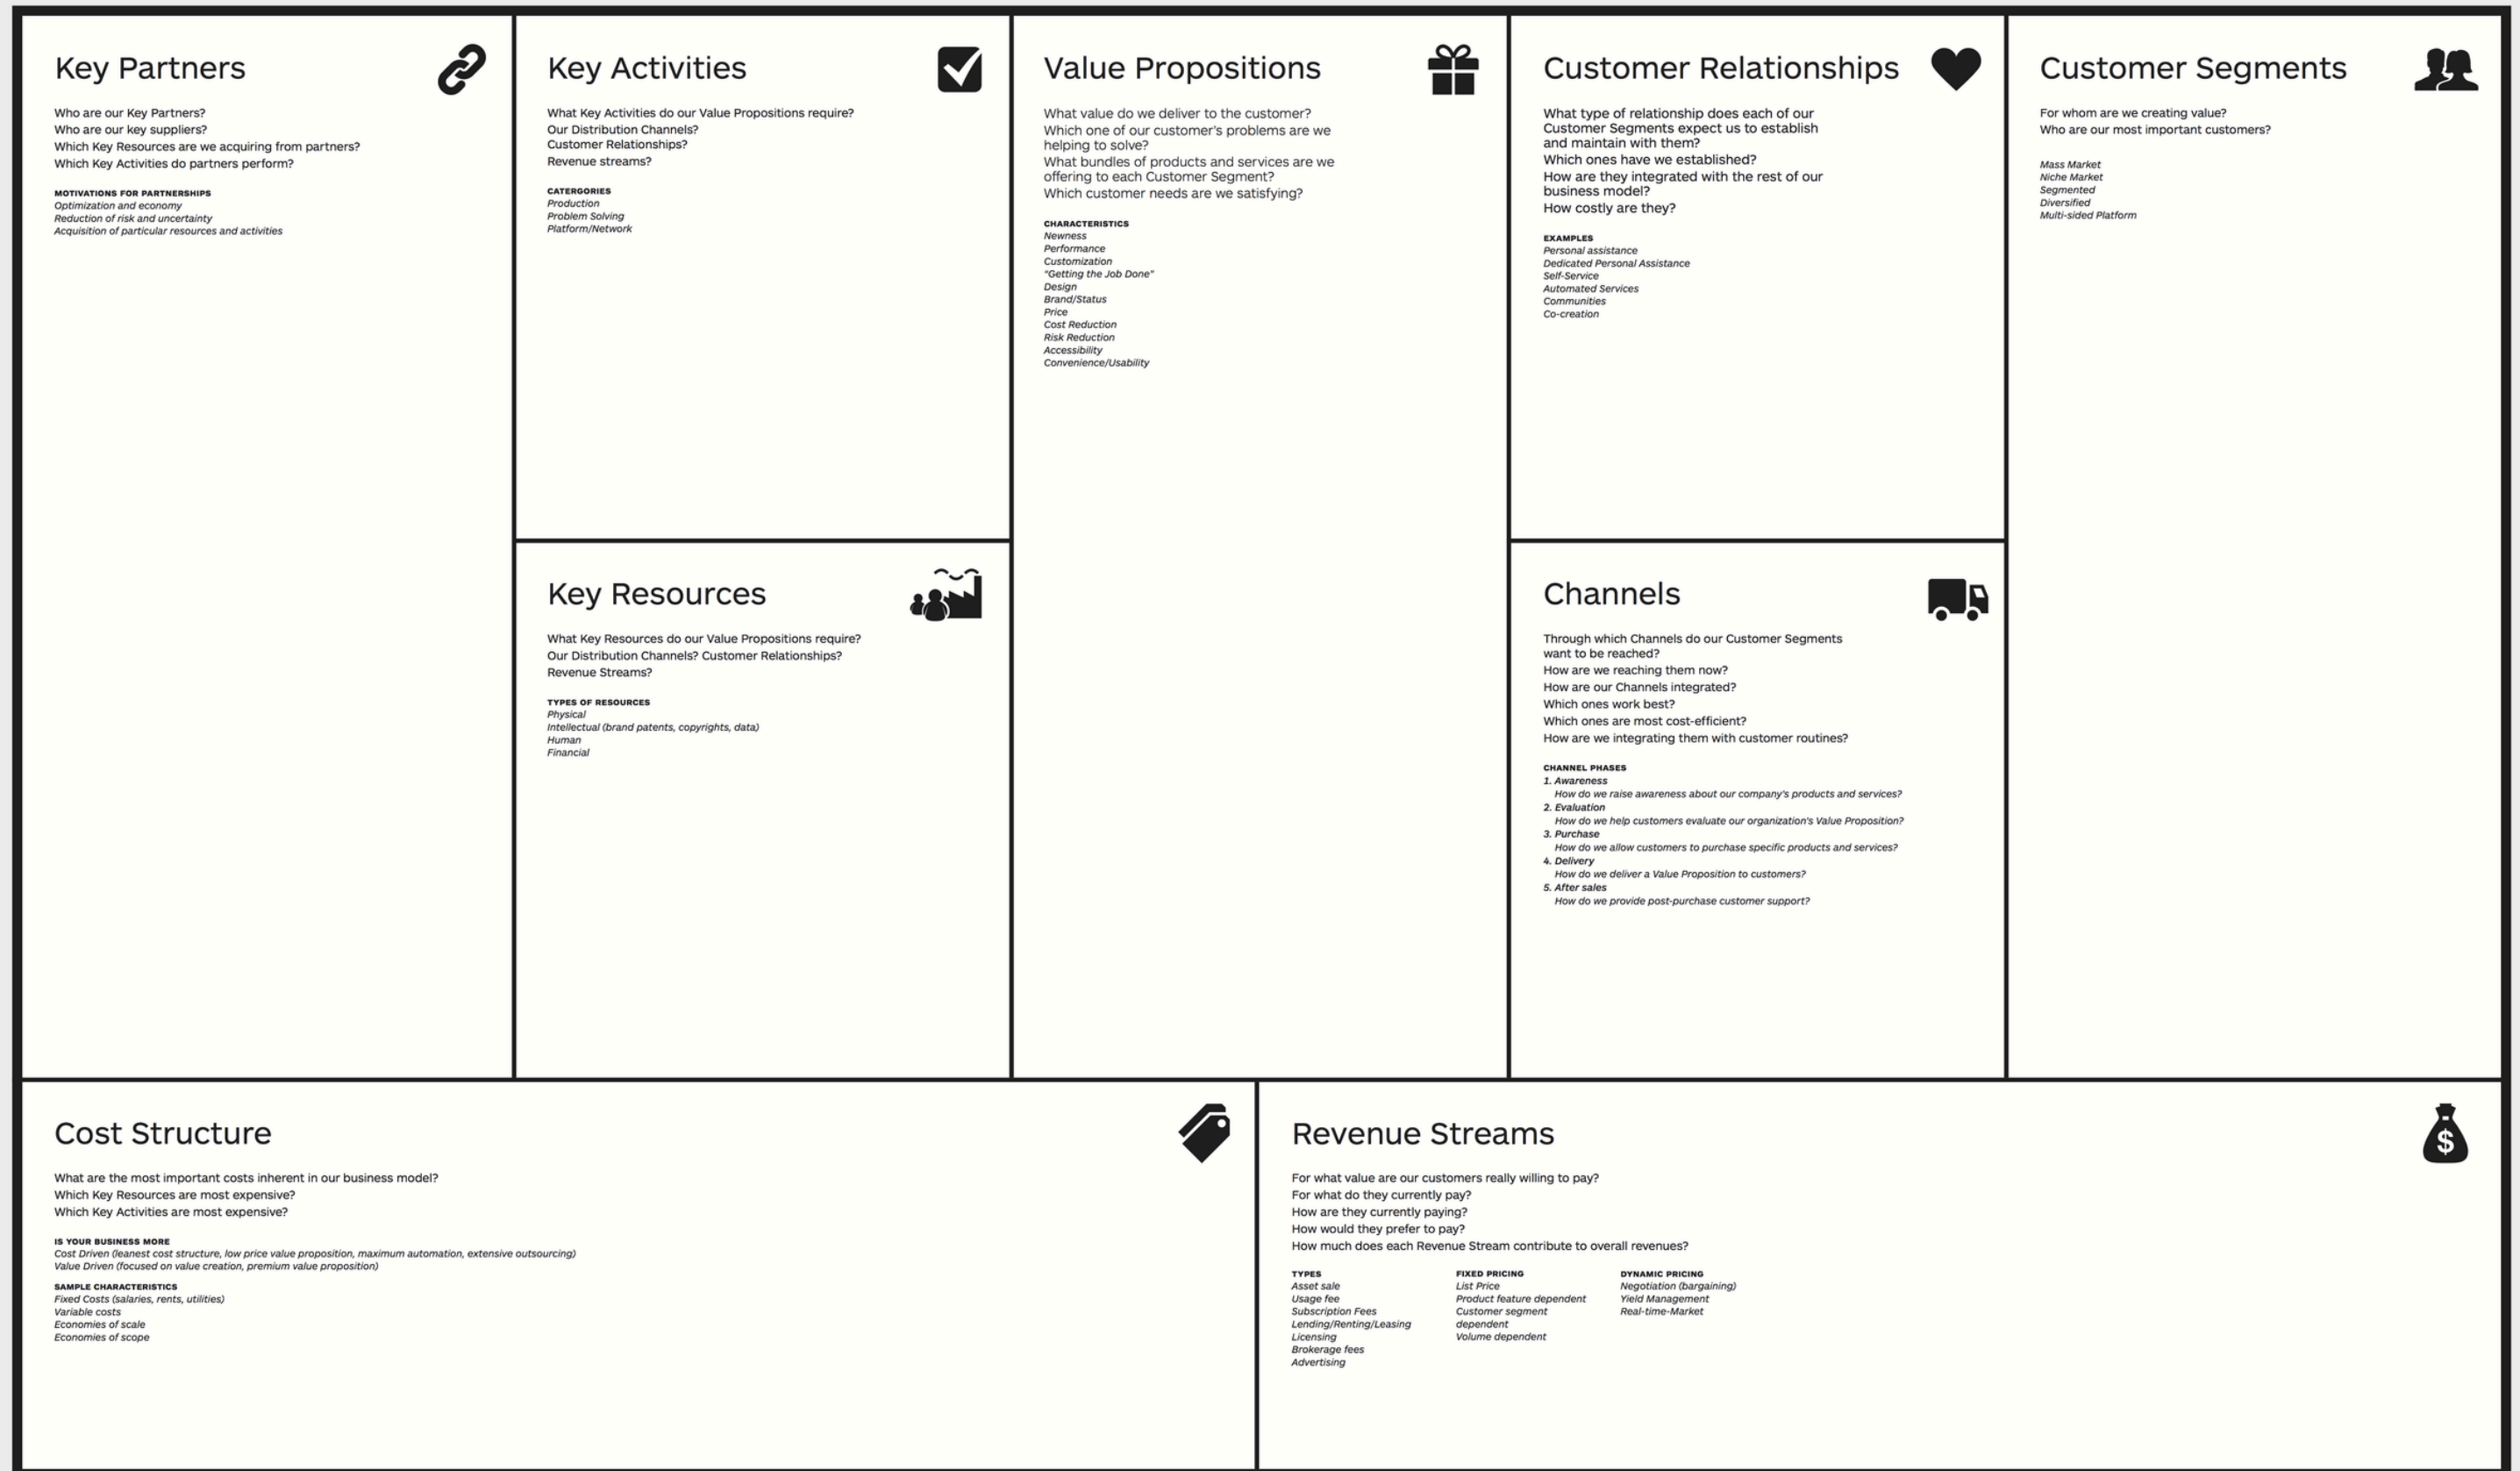 Key Partners
Who are our Key Partners?
Who are our key suppliers?
Which Key Resources are we acquiring from partners?
Which Key Activities do partners perform?
MOTIVATIONS FOR PARTNERSHIPS
Optimization and economy
Reduction of risk and uncertainty
Acquisition of particular resources and activities
Key Activities
What Key Activities do our Value Propositions require?
Our Distribution Channels?
Customer Relationships?
Revenue streams?
CATERGORIES
Production
Problem Solving
Platform/Network
Key Resources
What Key Resources do our Value Propositions require?
Our Distribution Channels? Customer Relationships?
Revenue Streams?
TYPES OF RESOURCES
Physical
Intellectual (brand patents, copyrights, data)
Human
Financial
Value Propositions
What value do we deliver to the customer?
Which one of our customer's problems are we
helping to solve?
What bundles of products and services are we
offering to each Customer Segment?
Which customer needs are we satisfying?
CHARACTERISTICS
Newness
Performance
Customization
"Getting the Job Done"
Design
Brand/Status
Price
Cost Reduction
Risk Reduction
Accessibility
Convenience/Usability
Customer Relationships
What type of relationship does each of our
Customer Segments expect us to establish
and maintain with them?
Which ones have we established?
How are they integrated with the rest of our
business model?
How costly are they?
EXAMPLES
Personal assistance
Dedicated Personal Assistance
Self-Service
Automated Services
Communities
Co-creation
Channels
Through which Channels do our Customer Segments
want to be reached?
How are we reaching them now?
How are our Channels integrated?
Which ones work best?
Which ones are most cost-efficient?
How are we integrating them with customer routines?
CHANNEL PHASES
1. Awareness
How do we raise awareness about our company's products and services?
2. Evaluation
How do we help customers evaluate our organization's Value Proposition?
3. Purchase
How do we allow customers to purchase specific products and services?
4. Delivery
How do we deliver a Value Proposition to customers?
5. After sales
How do we provide post-purchase customer support?
Customer Segments
For whom are we creating value?
Who are our most important customers?
Mass Market
Niche Market
Segmented
Diversified
Multi-sided Platform
Cost Structure
What are the most important costs inherent in our business model?
Which Key Resources are most expensive?
Which Key Activities are most expensive?
IS YOUR BUSINESS MORE
Cost Driven (leanest cost structure, low price value proposition, maximum automation, extensive outsourcing)
Value Driven (focused on value creation, premium value proposition)
SAMPLE CHARACTERISTICS
Fixed Costs (salaries, rents, utilities)
Variable costs
Economies of scale
Economies of scope
Revenue Streams
$
For what value are our customers really willing to pay?
For what do they currently pay?
How are they currently paying?
How would they prefer to pay?
How much does each Revenue Stream contribute to overall revenues?
TYPES
Asset sale
Usage fee
Subscription Fees
Lending/Renting/Leasing
Licensing
Brokerage fees
Advertising
FIXED PRICING
List Price
Product feature dependent
Customer segment
dependent
Volume dependent
DYNAMIC PRICING
Negotiation (bargaining)
Yield Management
Real-time-Market